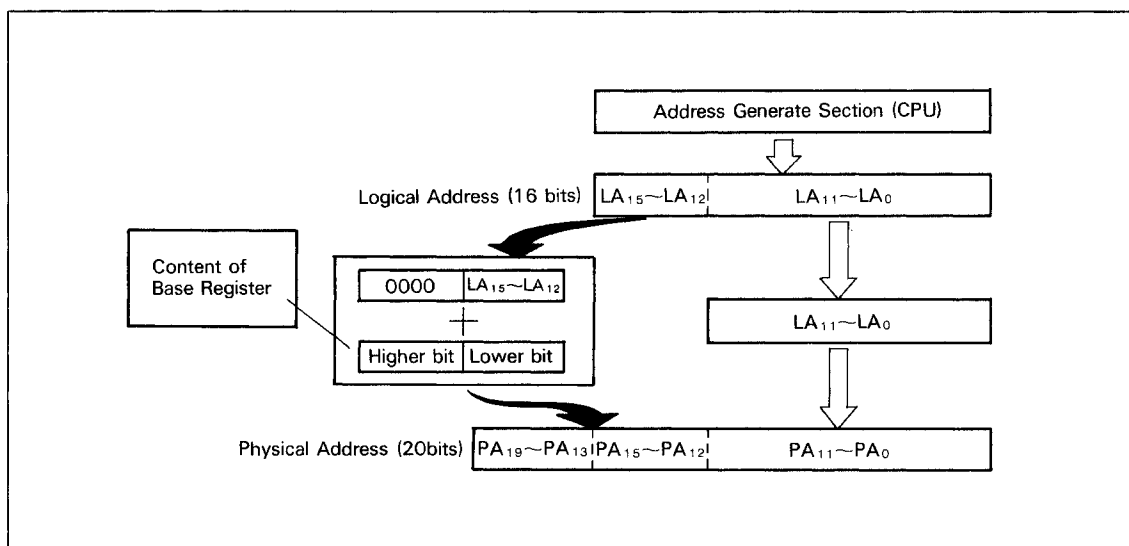 Address Generate Section (CPU)
Logical Address (16 bits)
LA₁₅~LA₁₂
LA₁₁~LA₀
Content of
Base Register
0000
LA₁₅~LA₁₂
+
Higher bit
Lower bit
LA₁₁~LA₀
Physical Address (20bits)
PA₁₉~PA₁₃
PA₁₅~PA₁₂
PA₁₁~PA₀